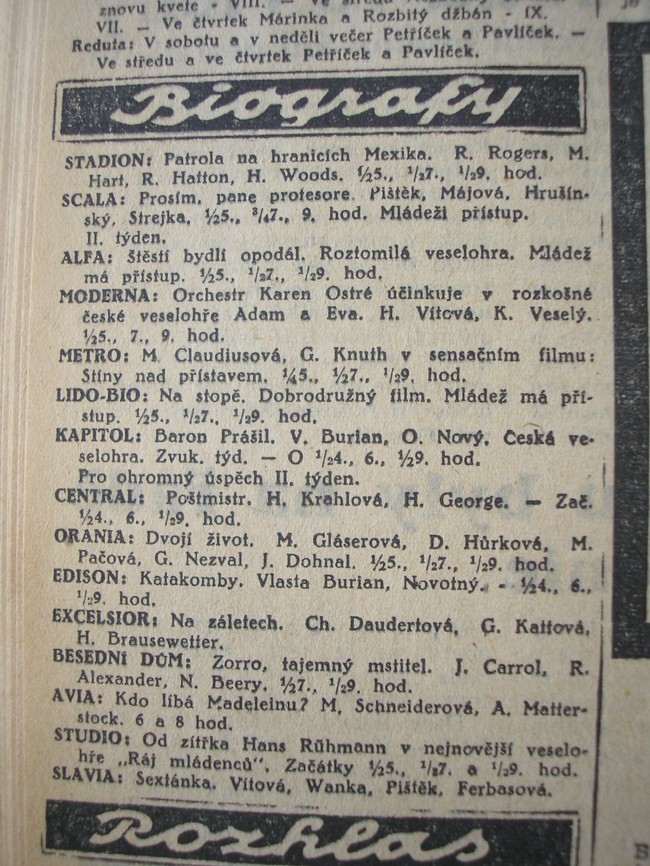 znovu kvete - VIII. — Ve středu
VII. — Ve čtvrtek Márinka a Rozbitý džbán - IX.
Reduta: V sobotu a v neděli večer Petříček a Pavlíček. —
Ve středu a ve čtvrtek Petříček a Pavlíček.
Biografy
STADION: Patrola na hranicích Mexika. R. Rogers, M.
Hart, R. Hatton, H. Woods. ½5., ½7., ½9. hod.
SCALA: Prosím, pane profesore. Pištěk, Májová, Hrušín-
ský, Strejka, ½5., ¾7., 9. hod. Mládeži přístup.
II. týden.
ALFA: Štěstí bydlí opodál. Roztomilá veselohra. Mládež
má přístup. ½5., ½7., ½9. hod.
MODERNA: Orchestr Karen Ostré účinkuje v rozkošné
české veselohře Adam a Eva. H. Vítová, K. Veselý.
½5., 7., 9. hod.
METRO: M. Claudiusová, G. Knuth v sensačním filmu:
Stíny nad přístavem. ¼5., ½7., ½9. hod.
LIDO-BIO: Na stopě. Dobrodružný film. Mládež má pří-
stup. ½5., ½7., ½9. hod.
KAPITOL: Baron Prášil. V. Burian, O. Nový. Česká ve-
selohra. Zvuk. týd. — O ½4., 6., ½9. hod.
Pro ohromný úspěch II. týden.
CENTRAL: Poštmistr. H. Krahlová, H. George. — Zač.
½4., 6., ½9. hod.
ORANIA: Dvojí život. M. Gláserová, D. Hůrková, M.
Pačová, G. Nezval, J. Dohnal. ½5., ½7., ½9. hod.
EDISON: Katakomby. Vlasta Burian, Novotný. - ½4., 6.,
½9. hod.
EXCELSIOR: Na záletech. Ch. Daudertová, G. Kattová,
H. Brausewetter.
BESEDNÍ DŮM: Zorro, tajemný mstitel. J. Carrol, R.
Alexander, N. Beery. ½7., ½9. hod.
AVIA: Kdo líbá Madeleinu? M. Schneiderová, A. Matter-
stock. 6 a 8 hod.
STUDIO: Od zítřka Hans Rühmann v nejnovější veselo-
hře „Ráj mládenců". Začátky ½5., ½7. a ½9. hod.
SLAVIA: Sextánka. Vítová, Wanka, Pištěk, Ferbasová.
Rozhlas